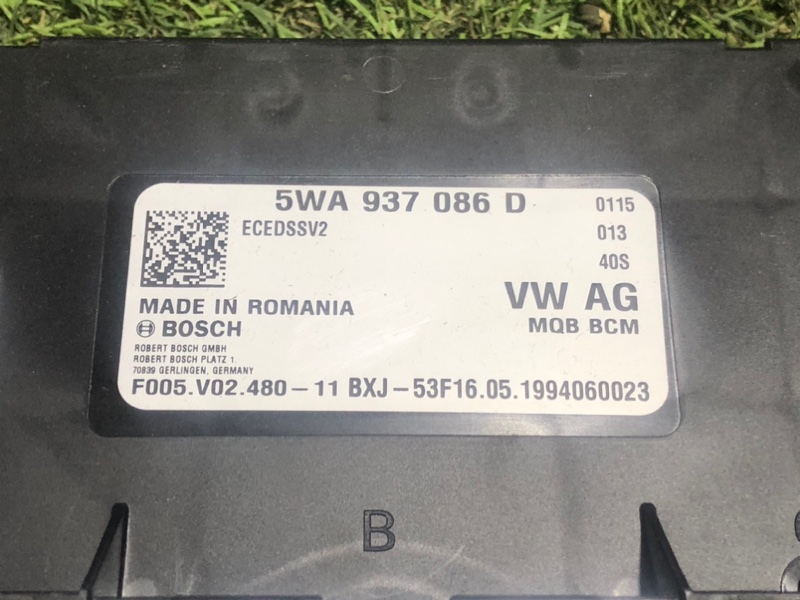 5WA 937 086 D 0115
ECEDSSV2 013
40S
VW AG
MADE IN ROMANIA
MQB BCM
BOSCH
ROBERT BOSCH GMBH
ROBERT BOSCH PLATZ 1
70839 GERLINGEN, GERMANY
F005.V02.480-11 BXJ-53F16.05.1994060023
B